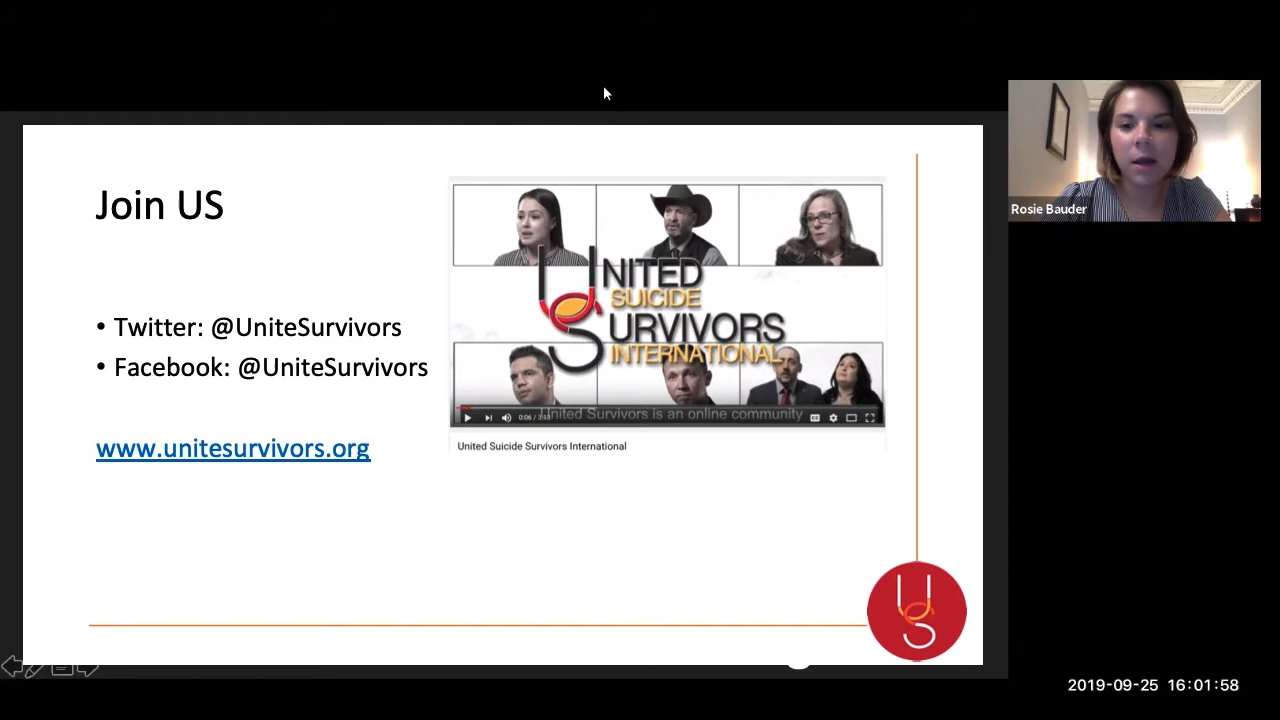 Join US
• Twitter: @UniteSurvivors
• Facebook: @UniteSurvivors
www.unitesurvivors.org
UNITED
SUICIDE
SURVIVORS
INTERNATIONAL
United Survivors is an online community
United Suicide Survivors International
US
Rosie Bauder
2019-09-25 16:01:58